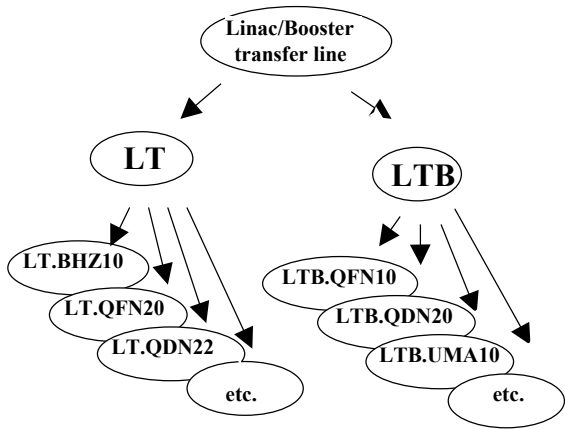 Linac/Booster
transfer line
LT
LTB
LT.BHZ10
LT.QFN20
LT.QDN22
etc.
LTB.QFN10
LTB.QDN20
LTB.UMA10
etc.